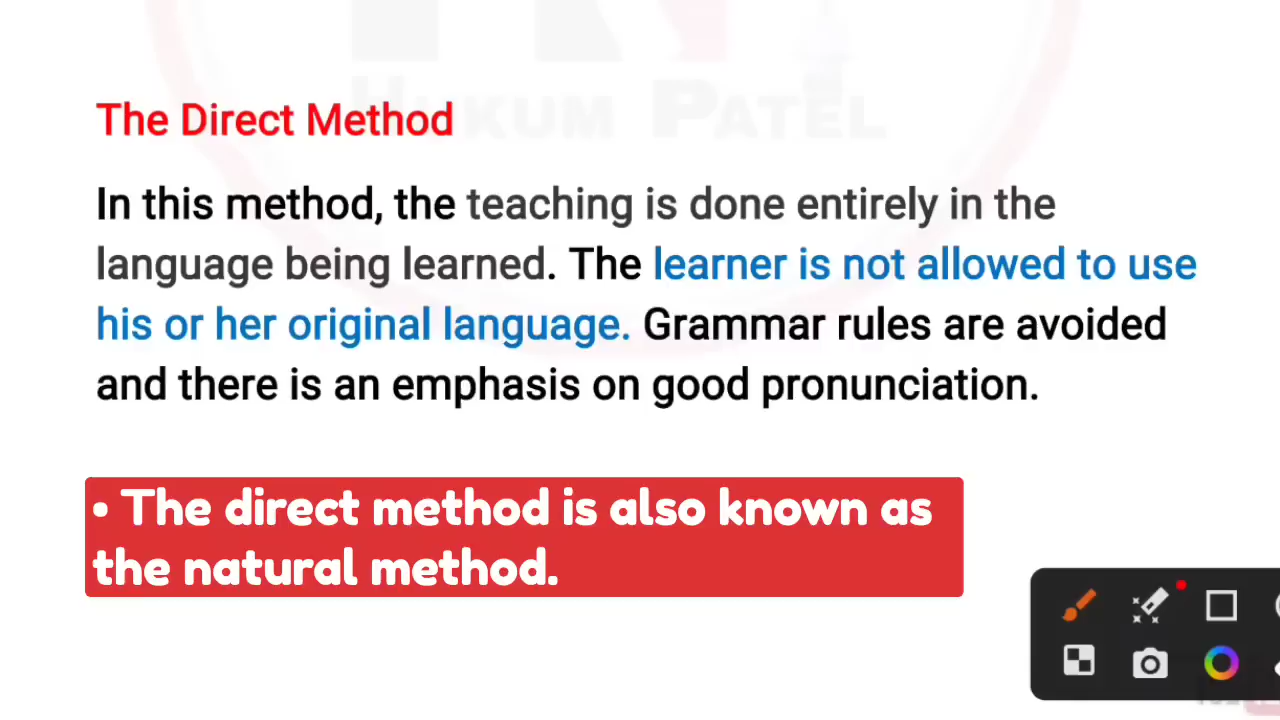 HUKUM PATEL
The Direct Method
In this method, the teaching is done entirely in the
language being learned. The learner is not allowed to use
his or her original language. Grammar rules are avoided
and there is an emphasis on good pronunciation.
• The direct method is also known as
the natural method.